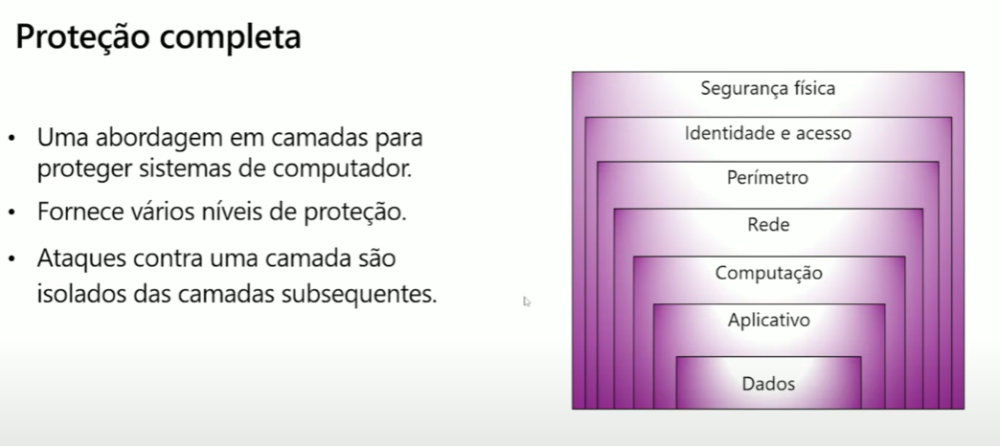 Proteção completa
• Uma abordagem em camadas para
proteger sistemas de computador.
• Fornece vários níveis de proteção.
• Ataques contra uma camada são
isolados das camadas subsequentes.
Segurança física
Identidade e acesso
Perímetro
Rede
Computação
Aplicativo
Dados